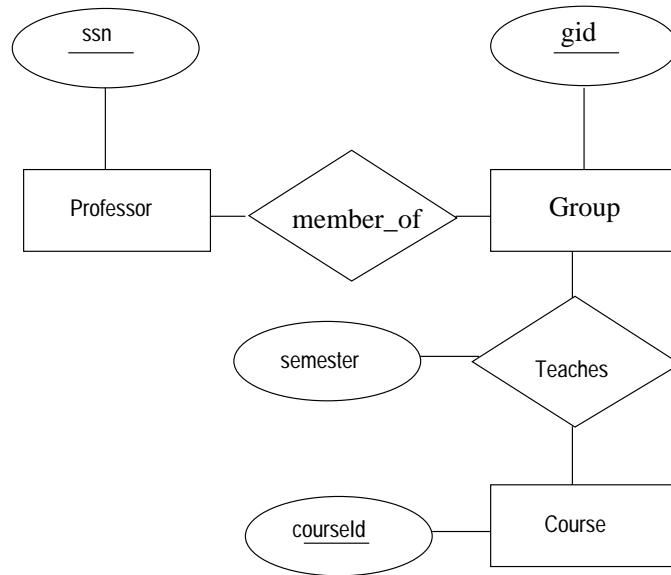 ssn
gid
Professor
member_of
Group
semester
Teaches
courseId
Course